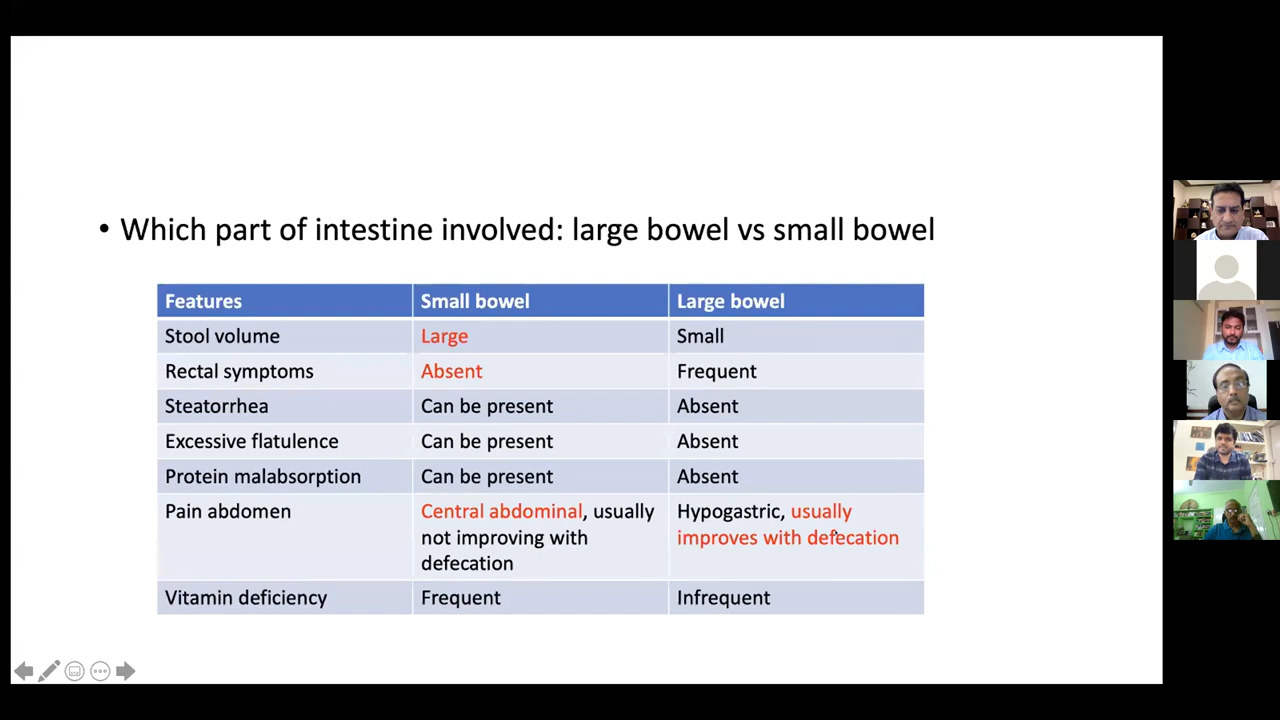 • Which part of intestine involved: large bowel vs small bowel
Features Small bowel Large bowel
Stool volume Large Small
Rectal symptoms Absent Frequent
Steatorrhea Can be present Absent
Excessive flatulence Can be present Absent
Protein malabsorption Can be present Absent
Pain abdomen Central abdominal, usually Hypogastric, usually
not improving with improves with defecation
defecation
Vitamin deficiency Frequent Infrequent